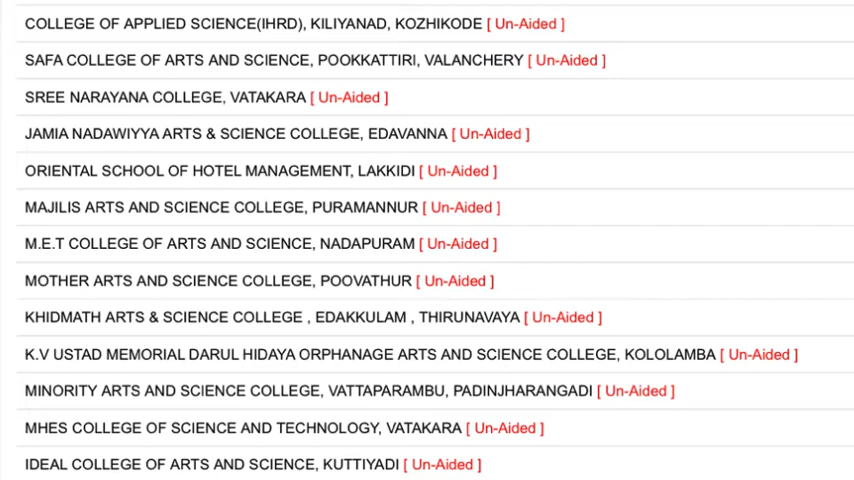 COLLEGE OF APPLIED SCIENCE(IHRD), KILIYANAD, KOZHIKODE [ Un-Aided ]
SAFA COLLEGE OF ARTS AND SCIENCE, POOKKATTIRI, VALANCHERY [ Un-Aided ]
SREE NARAYANA COLLEGE, VATAKARA [ Un-Aided ]
JAMIA NADAWIYYA ARTS & SCIENCE COLLEGE, EDAVANNA [ Un-Aided ]
ORIENTAL SCHOOL OF HOTEL MANAGEMENT, LAKKIDI [ Un-Aided ]
MAJILIS ARTS AND SCIENCE COLLEGE, PURAMANNUR [ Un-Aided ]
M.E.T COLLEGE OF ARTS AND SCIENCE, NADAPURAM [ Un-Aided ]
MOTHER ARTS AND SCIENCE COLLEGE, POOVATHUR [ Un-Aided ]
KHIDMATH ARTS & SCIENCE COLLEGE , EDAKKULAM , THIRUNAVAYA [ Un-Aided ]
K.V USTAD MEMORIAL DARUL HIDAYA ORPHANAGE ARTS AND SCIENCE COLLEGE, KOLOLAMBA [ Un-Aided ]
MINORITY ARTS AND SCIENCE COLLEGE, VATTAPARAMBU, PADINJHARANGADI [ Un-Aided ]
MHES COLLEGE OF SCIENCE AND TECHNOLOGY, VATAKARA [ Un-Aided ]
IDEAL COLLEGE OF ARTS AND SCIENCE, KUTTIYADI [ Un-Aided ]